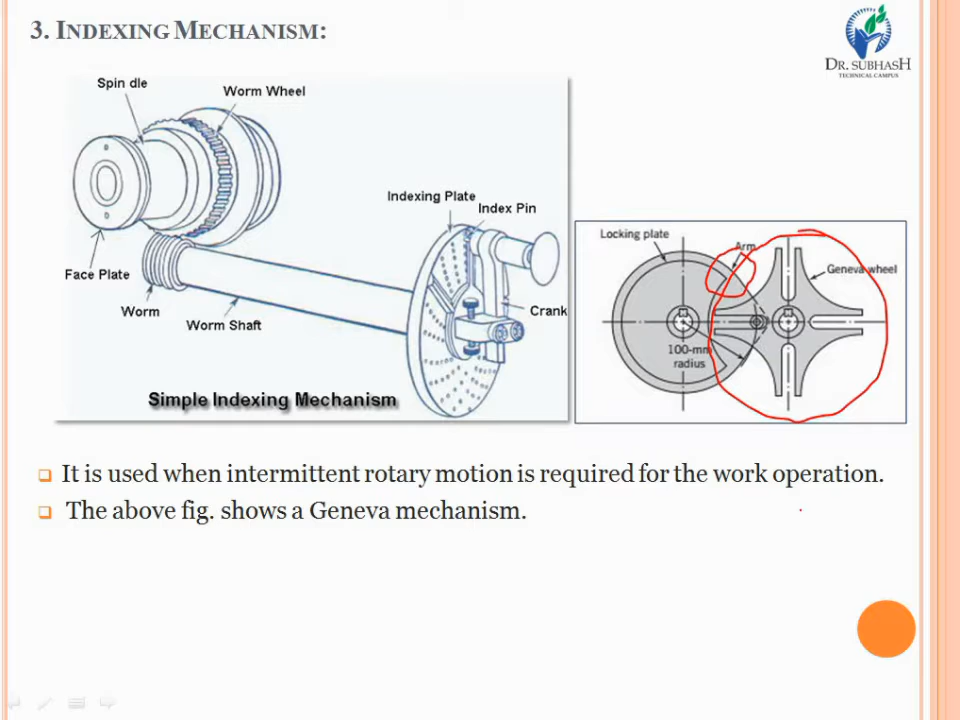 3. INDEXING MECHANISM:
DR. SUBHASH
TECHNICAL CAMPUS
Spin dle
Worm Wheel
Indexing Plate
Index Pin
Face Plate
Worm
Worm Shaft
Crank
Simple Indexing Mechanism
Locking plate
Arm
Geneva wheel
100-mm
radius
It is used when intermittent rotary motion is required for the work operation.
The above fig. shows a Geneva mechanism.